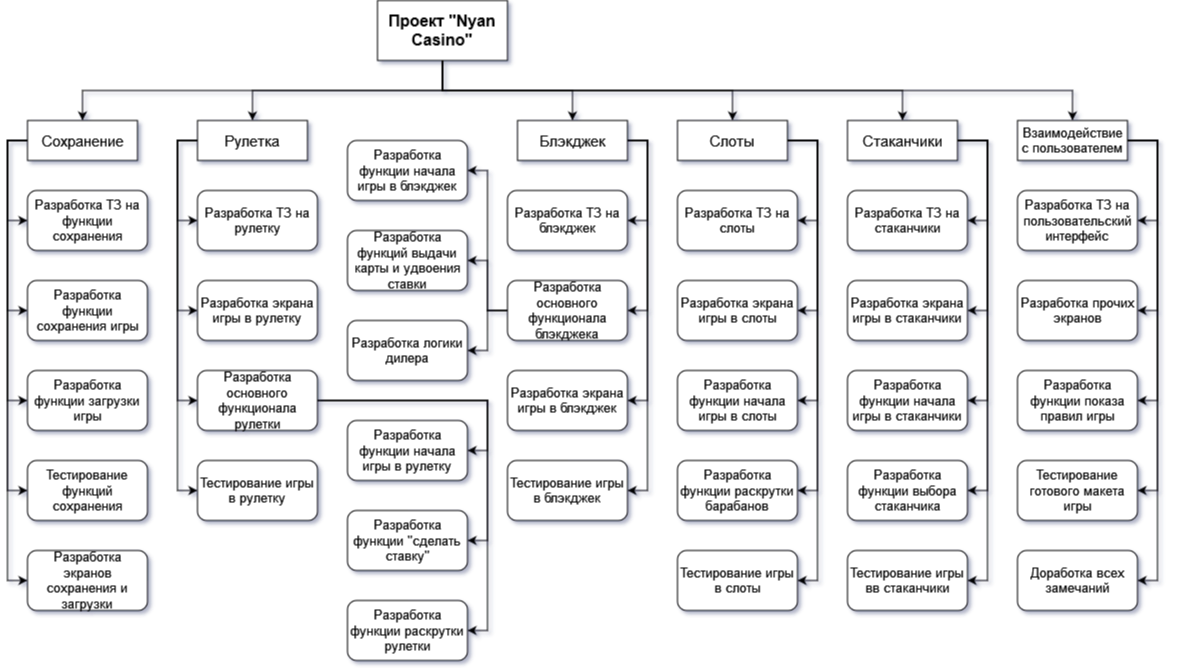 Проект "Nyan
Casino"
Сохранение
Разработка ТЗ на
функции
сохранения
Разработка
функции
сохранения игры
Разработка
функции загрузки
игры
Тестирование
функций
сохранения
Разработка
экранов
сохранения и
загрузки
Рулетка
Разработка ТЗ на
рулетку
Разработка экрана
игры в рулетку
Разработка
основного
функционала
рулетки
Тестирование игры
в рулетку
Разработка
функции начала
игры в рулетку
Разработка
функции "сделать
ставку"
Разработка
функции раскрутки
рулетки
Блэкджек
Разработка ТЗ на
блэкджек
Разработка
основного
функционала
блэкджека
Разработка экрана
игры в блэкджек
Тестирование игры
в блэкджек
Разработка
функции начала
игры в блэкджек
Разработка
функций выдачи
карты и удвоения
ставки
Разработка логики
дилера
Слоты
Разработка ТЗ на
слоты
Разработка экрана
игры в слоты
Разработка
функции начала
игры в слоты
Разработка
функции раскрутки
барабанов
Тестирование игры
в слоты
Стаканчики
Разработка ТЗ на
стаканчики
Разработка экрана
игры в стаканчики
Разработка
функции начала
игры в стаканчики
Разработка
функции выбора
стаканчика
Тестирование игры
вв стаканчики
Взаимодействие
с пользователем
Разработка ТЗ на
пользовательский
интерфейс
Разработка прочих
экранов
Разработка
функции показа
правил игры
Тестирование
готового макета
игры
Доработка всех
замечаний